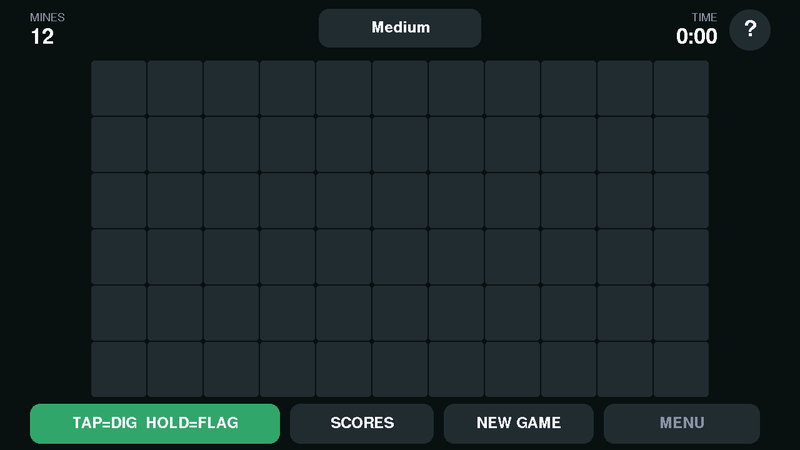 MINES
12
Medium
TIME
0:00
?
TAP=DIG HOLD=FLAG
SCORES
NEW GAME
MENU